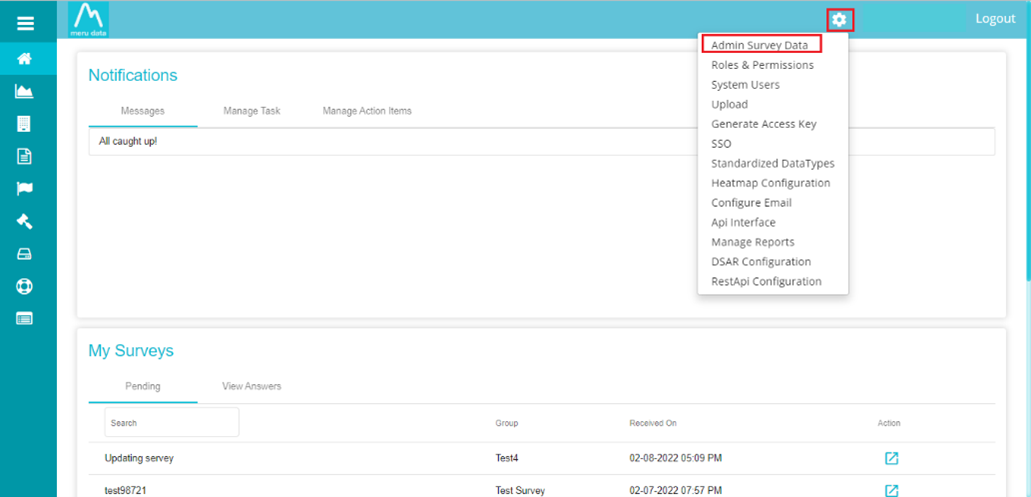 meru data
Logout
Admin Survey Data
Roles & Permissions
System Users
Upload
Generate Access Key
SSO
Standardized DataTypes
Heatmap Configuration
Configure Email
Api Interface
Manage Reports
DSAR Configuration
RestApi Configuration
Notifications
Messages Manage Task Manage Action Items
All caught up!
My Surveys
Pending View Answers
Search Group Received On Action
Updating servey Test4 02-08-2022 05:09 PM
test98721 Test Survey 02-07-2022 07:57 PM